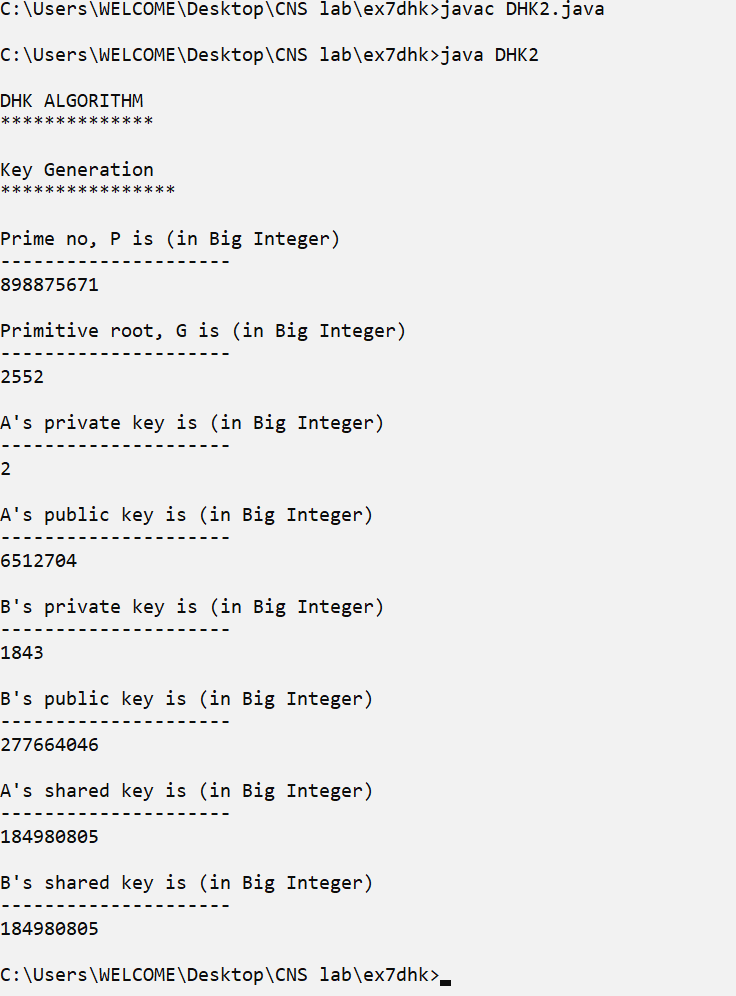 C:\Users\WELCOME\Desktop\CNS lab\ex7dhk>javac DHK2.java
C:\Users\WELCOME\Desktop\CNS lab\ex7dhk>java DHK2
DHK ALGORITHM
**************
Key Generation
****************
Prime no, P is (in Big Integer)
---------------------
898875671
Primitive root, G is (in Big Integer)
---------------------
2552
A's private key is (in Big Integer)
---------------------
2
A's public key is (in Big Integer)
---------------------
6512704
B's private key is (in Big Integer)
---------------------
1843
B's public key is (in Big Integer)
---------------------
277664046
A's shared key is (in Big Integer)
---------------------
184980805
B's shared key is (in Big Integer)
---------------------
184980805
C:\Users\WELCOME\Desktop\CNS lab\ex7dhk>